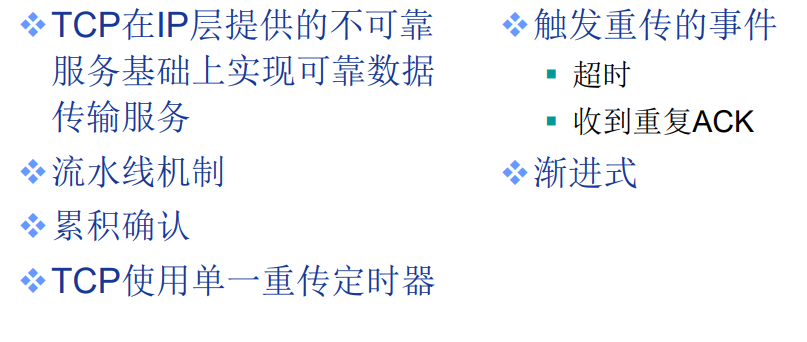 TCP在IP层提供的不可靠
服务基础上实现可靠数据
传输服务
流水线机制
累积确认
TCP使用单一重传定时器
触发重传的事件
超时
收到重复ACK
渐进式